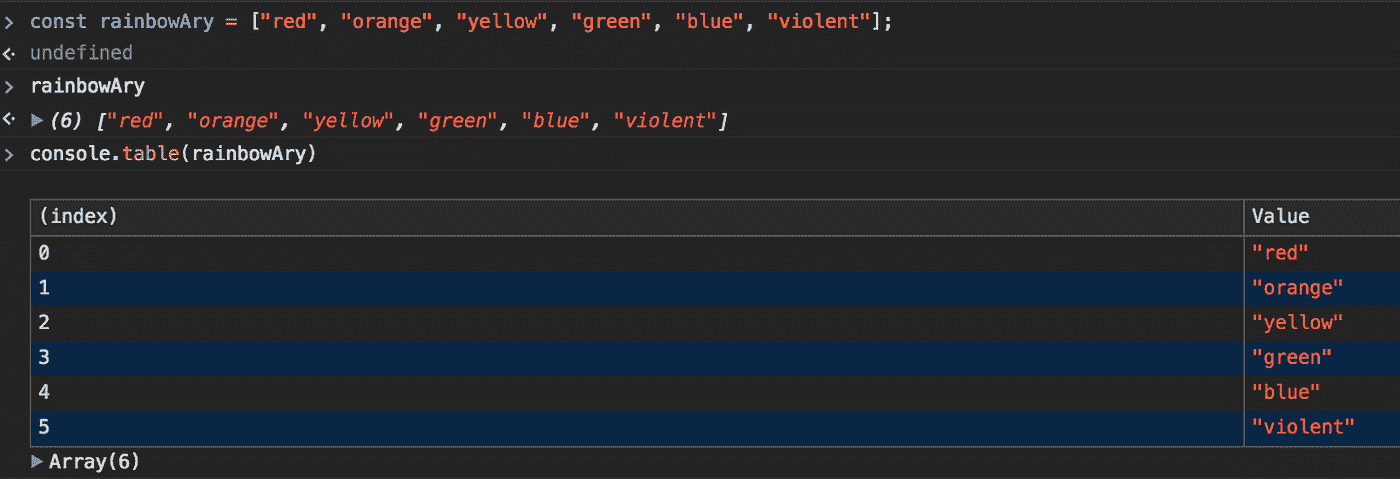 const rainbowAry = ["red", "orange", "yellow", "green", "blue", "violent"];
undefined
rainbowAry
(6) ["red", "orange", "yellow", "green", "blue", "violent"]
console.table(rainbowAry)
(index) Value
0 "red"
1 "orange"
2 "yellow"
3 "green"
4 "blue"
5 "violent"
Array(6)